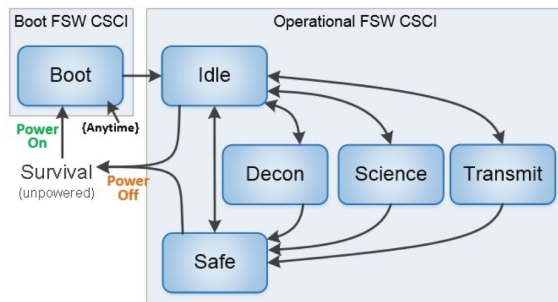 Boot FSW CSCI
Operational FSW CSCI
Boot
Idle
Power
On
{Anytime}
Survival
(unpowered)
Power
Off
Decon
Science
Transmit
Safe